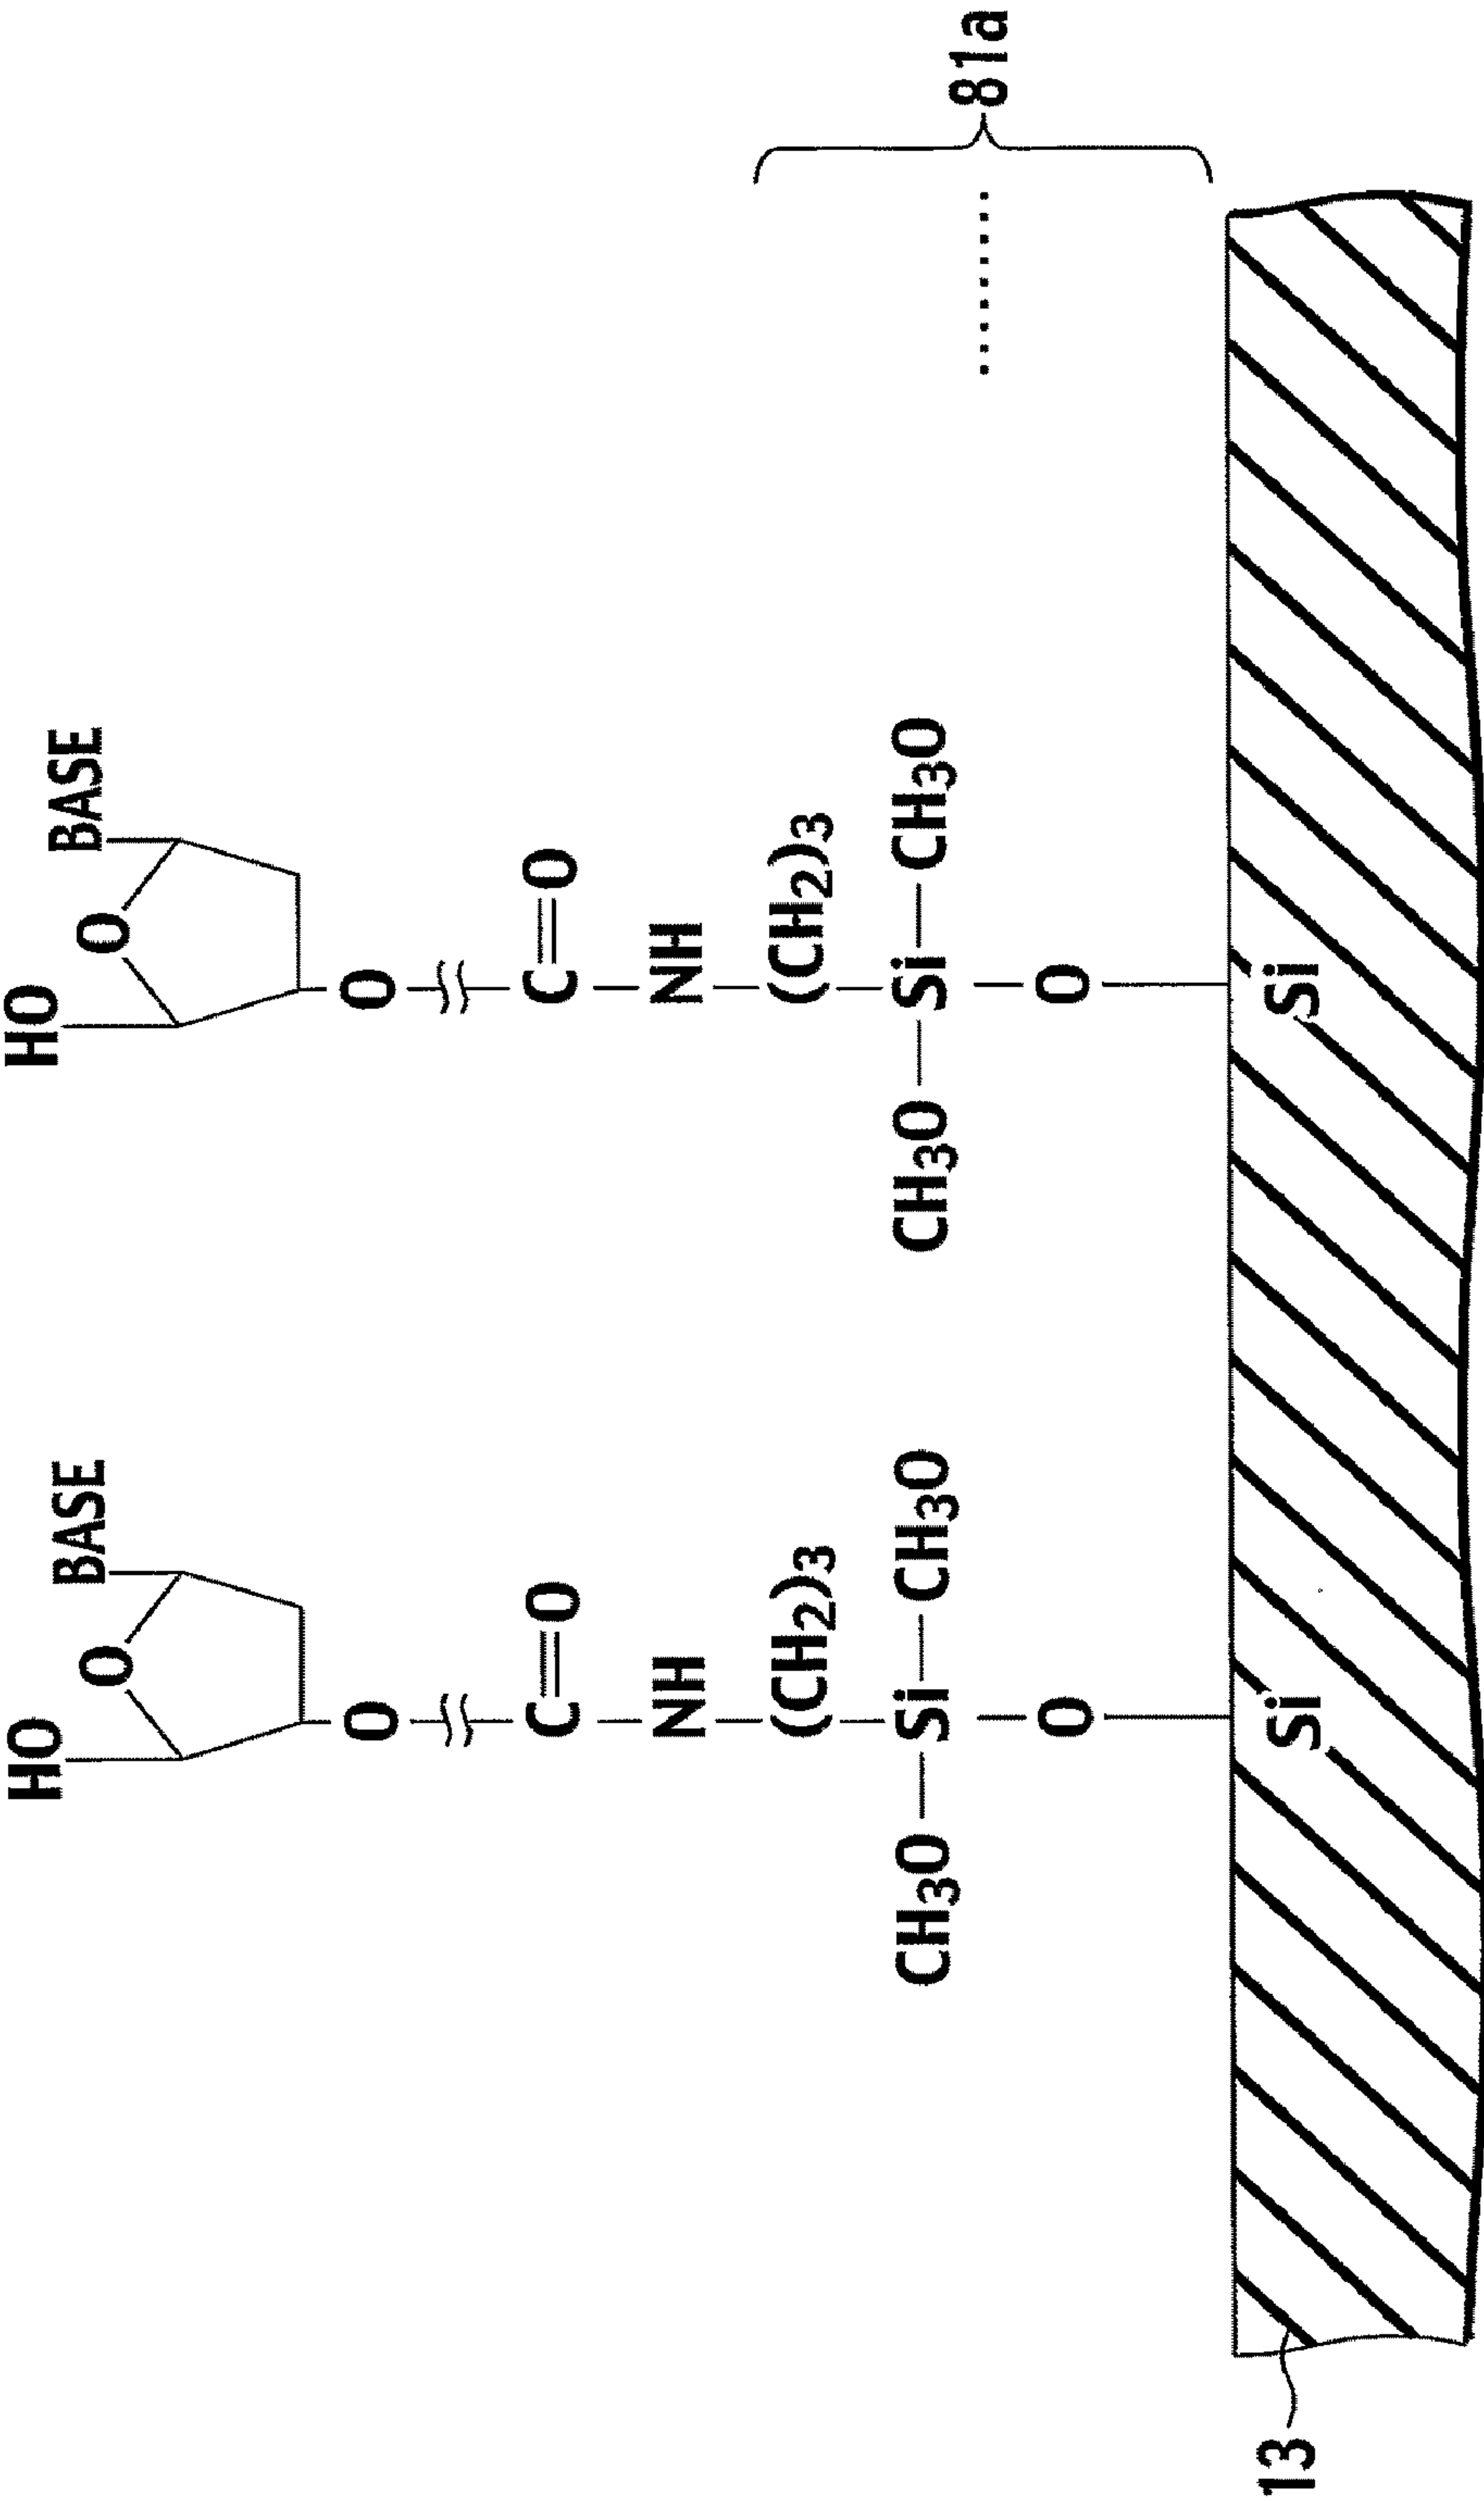 HO BASE HO BASE
O O
O O
C O C O
NH NH
(CH2)3 (CH2)3 81a
CH3O Si CH3O CH3O Si CH3O
O O
13 Si Si